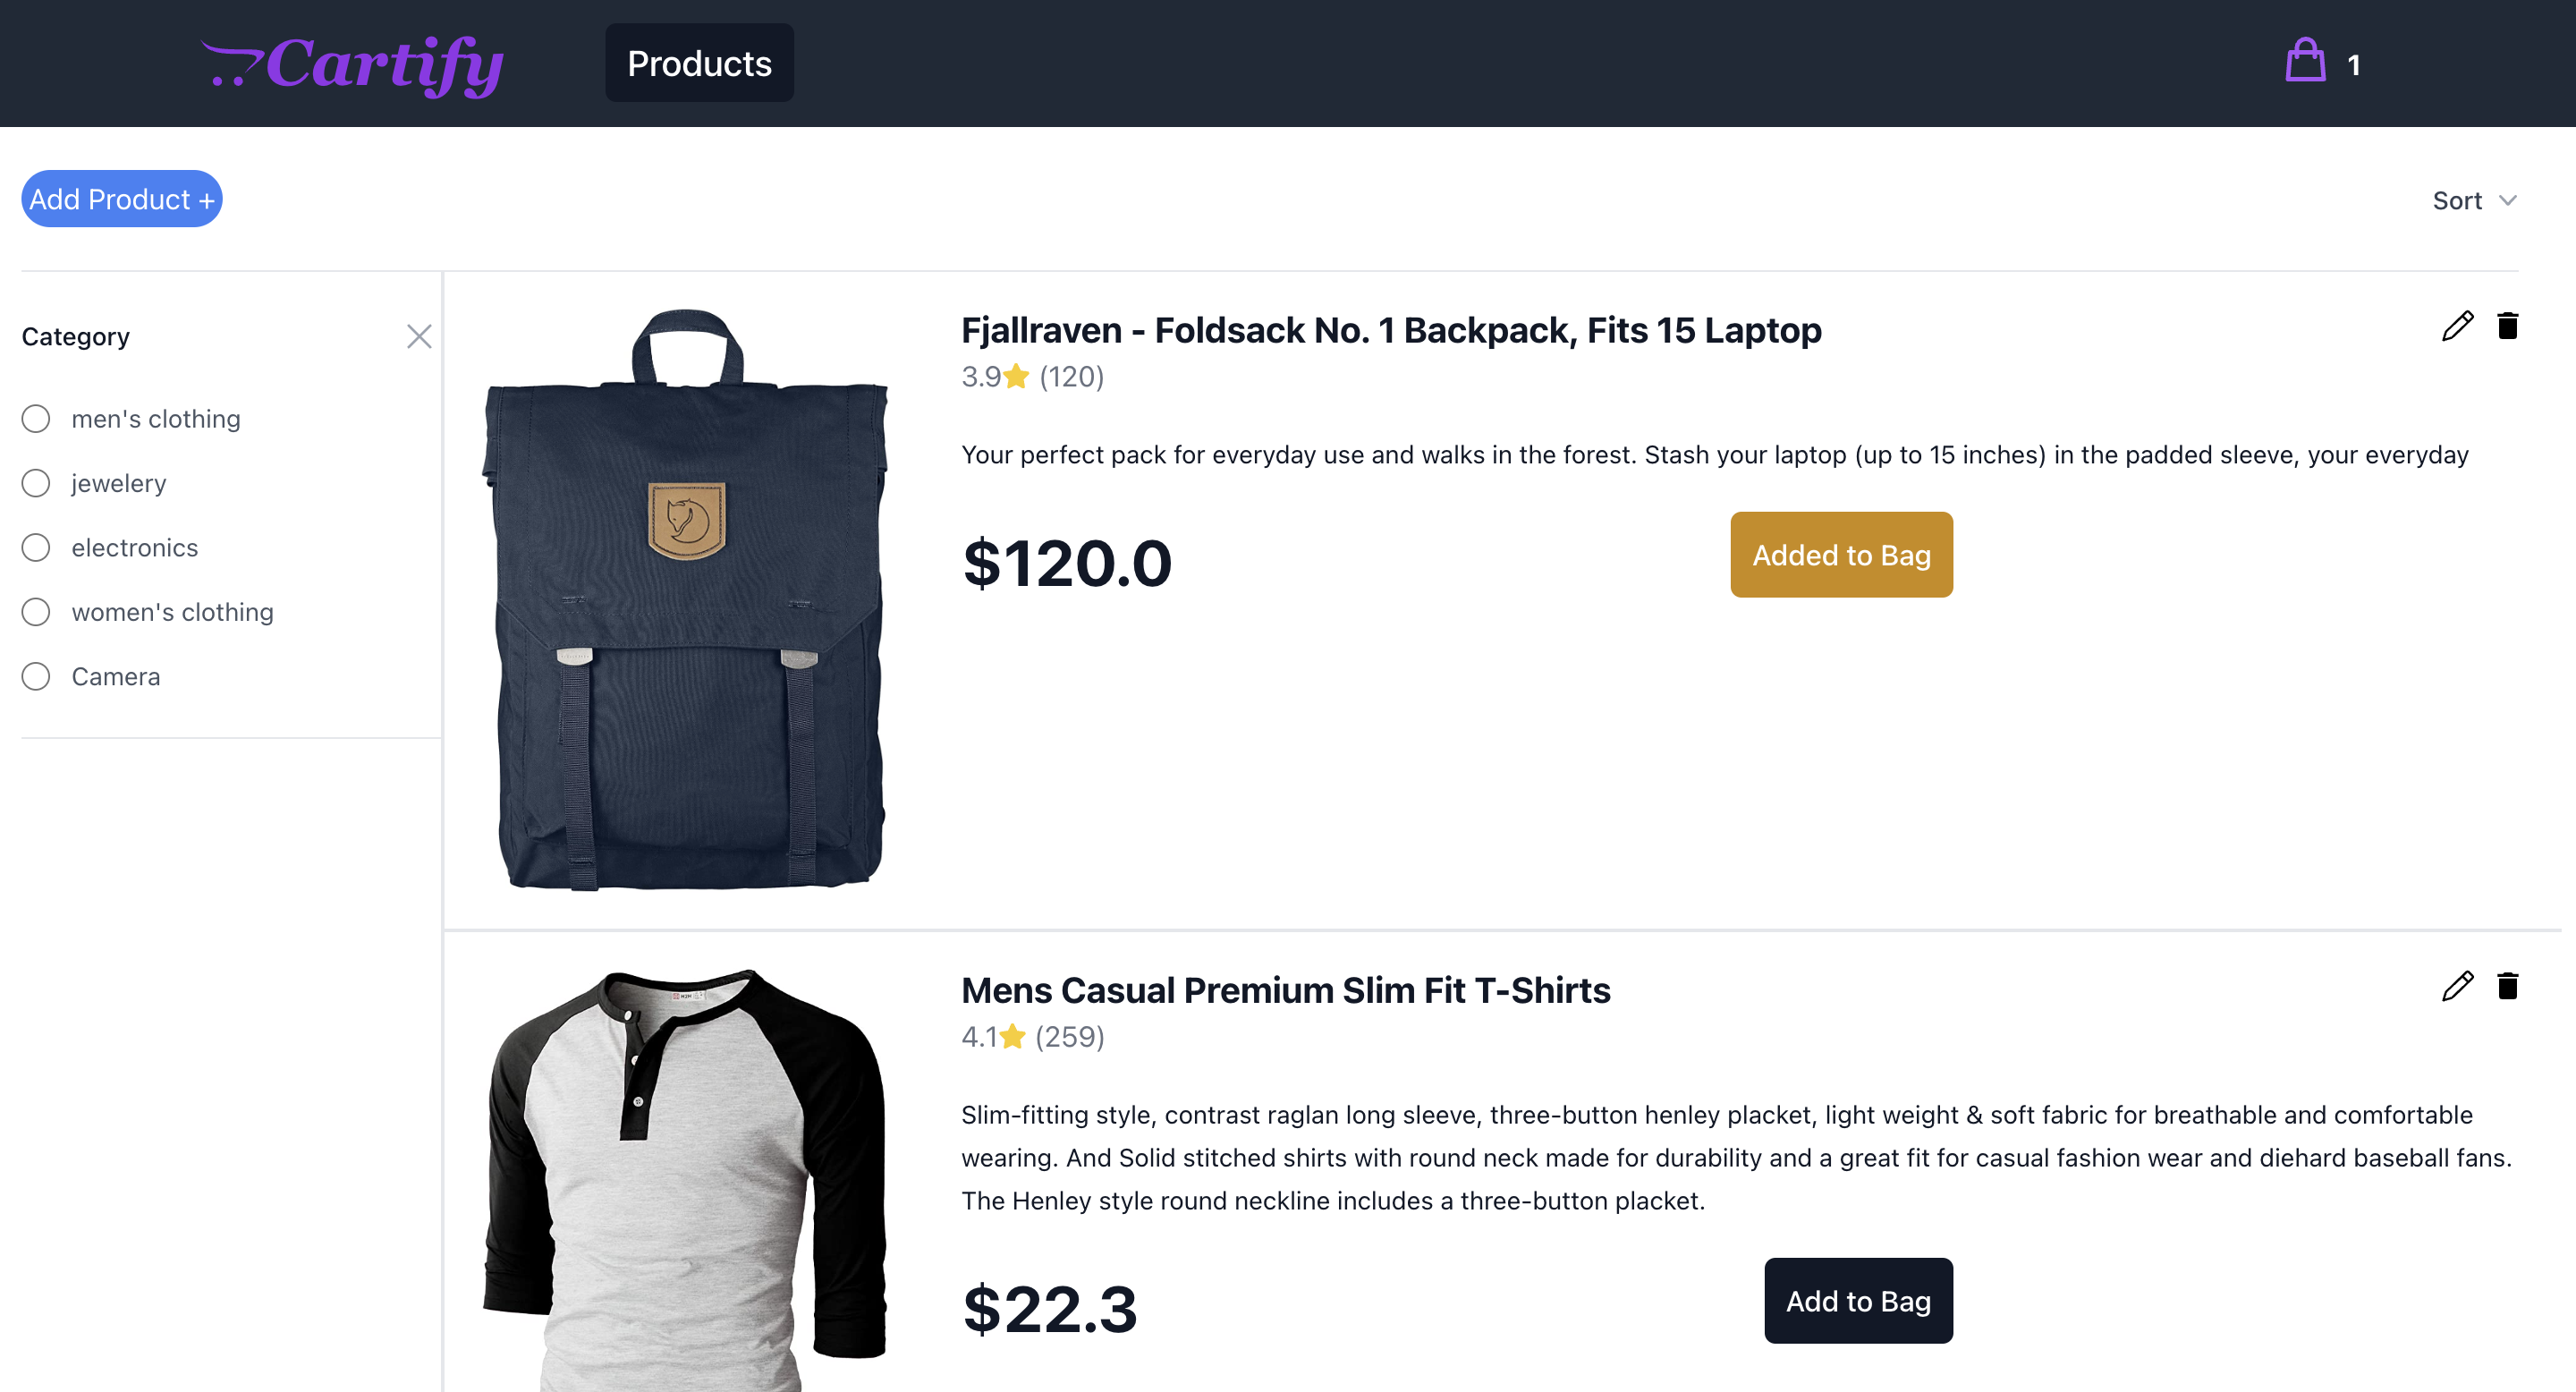 Cartify
Products
1
Add Product +
Sort
Category
men's clothing
jewelery
electronics
women's clothing
Camera
Fjallraven - Foldsack No. 1 Backpack, Fits 15 Laptop
3.9 (120)
Your perfect pack for everyday use and walks in the forest. Stash your laptop (up to 15 inches) in the padded sleeve, your everyday
$120.0
Added to Bag
Mens Casual Premium Slim Fit T-Shirts
4.1 (259)
Slim-fitting style, contrast raglan long sleeve, three-button henley placket, light weight & soft fabric for breathable and comfortable
wearing. And Solid stitched shirts with round neck made for durability and a great fit for casual fashion wear and diehard baseball fans.
The Henley style round neckline includes a three-button placket.
$22.3
Add to Bag